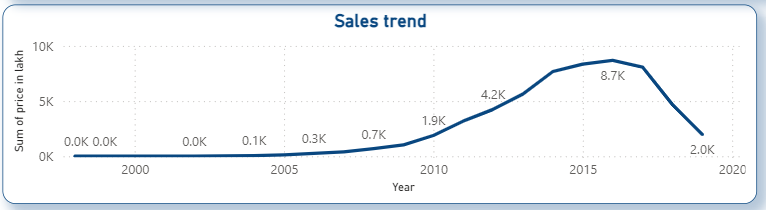 Sales trend
Sum of price in lakh
10K
5K
0K
0.0K 0.0K 0.0K 0.1K 0.3K 0.7K 1.9K 4.2K 8.7K 2.0K
2000 2005 2010 2015 2020
Year